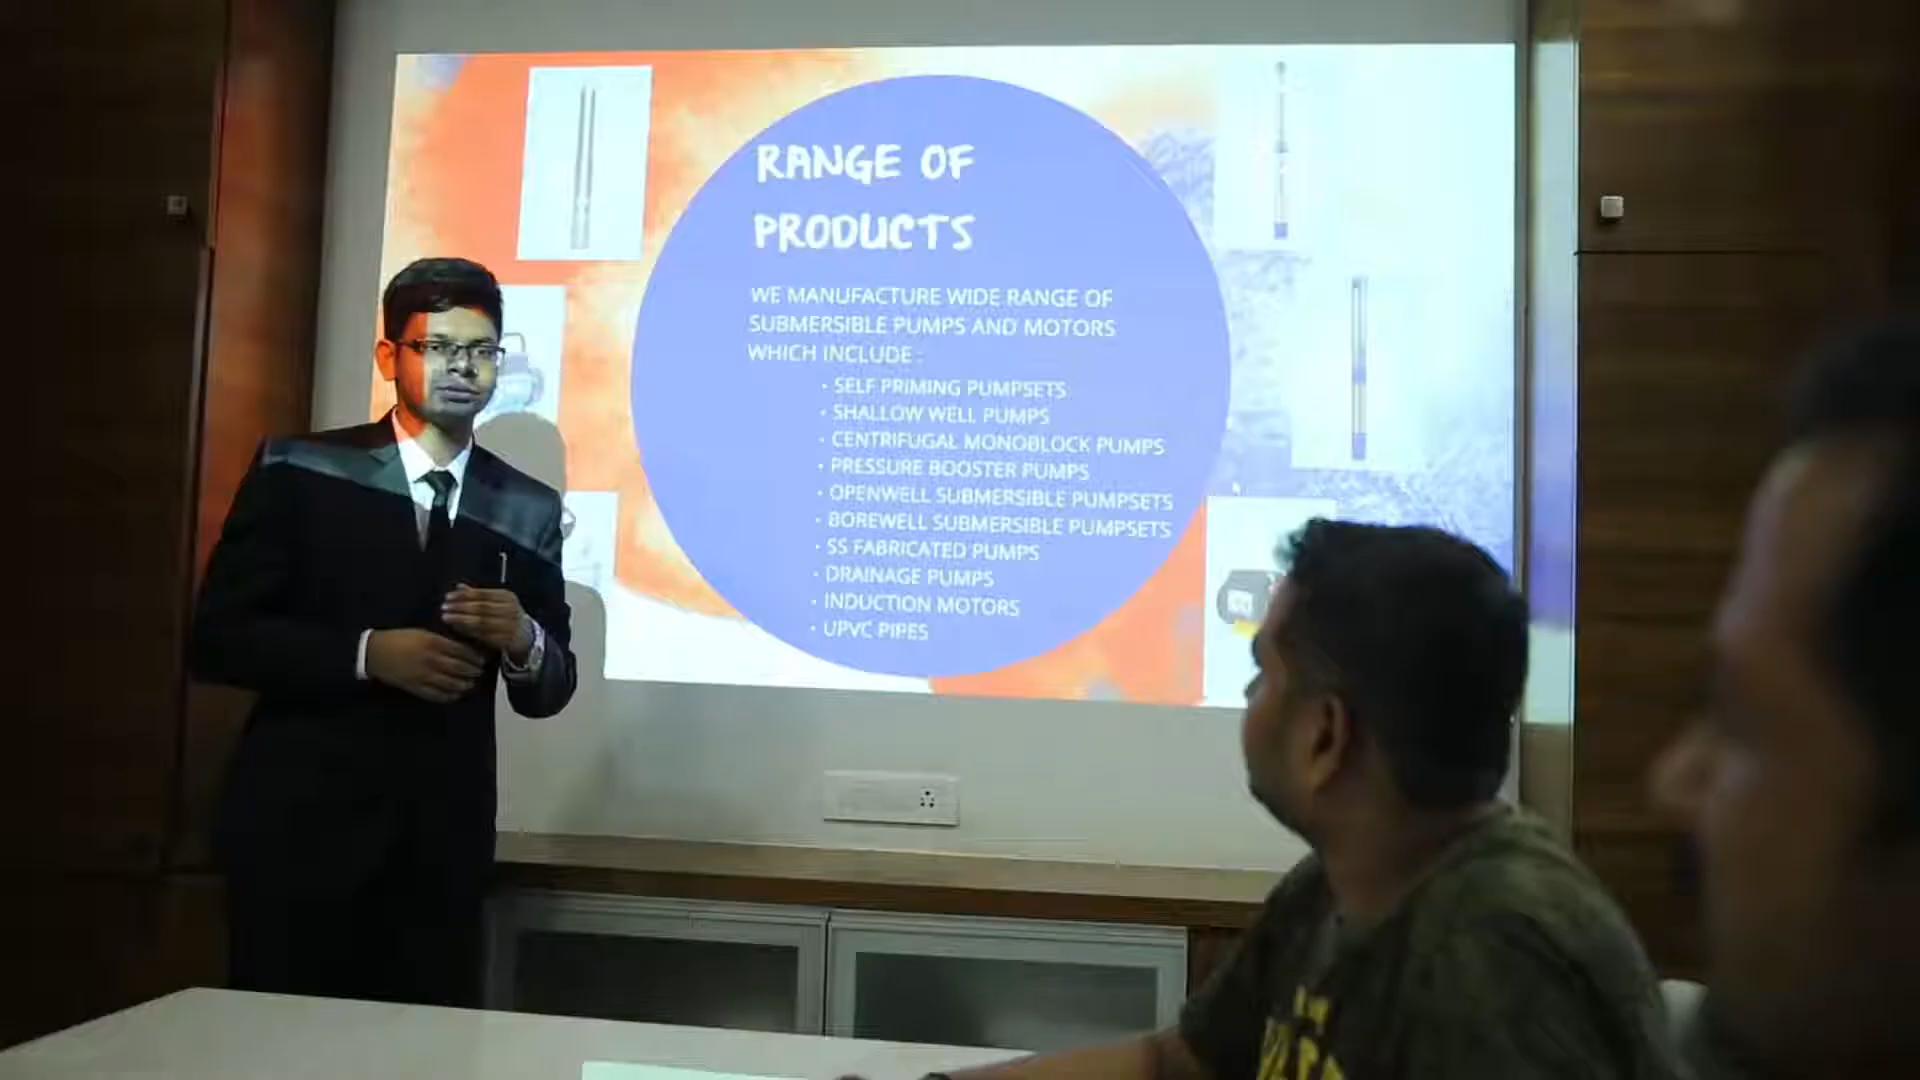 RANGE OF
PRODUCTS
WE MANUFACTURE WIDE RANGE OF
SUBMERSIBLE PUMPS AND MOTORS
WHICH INCLUDE :
• SELF PRIMING PUMPSETS
• SHALLOW WELL PUMPS
• CENTRIFUGAL MONOBLOCK PUMPS
• PRESSURE BOOSTER PUMPS
• OPENWELL SUBMERSIBLE PUMPSETS
• BOREWELL SUBMERSIBLE PUMPSETS
• SS FABRICATED PUMPS
• DRAINAGE PUMPS
• INDUCTION MOTORS
• UPVC PIPES